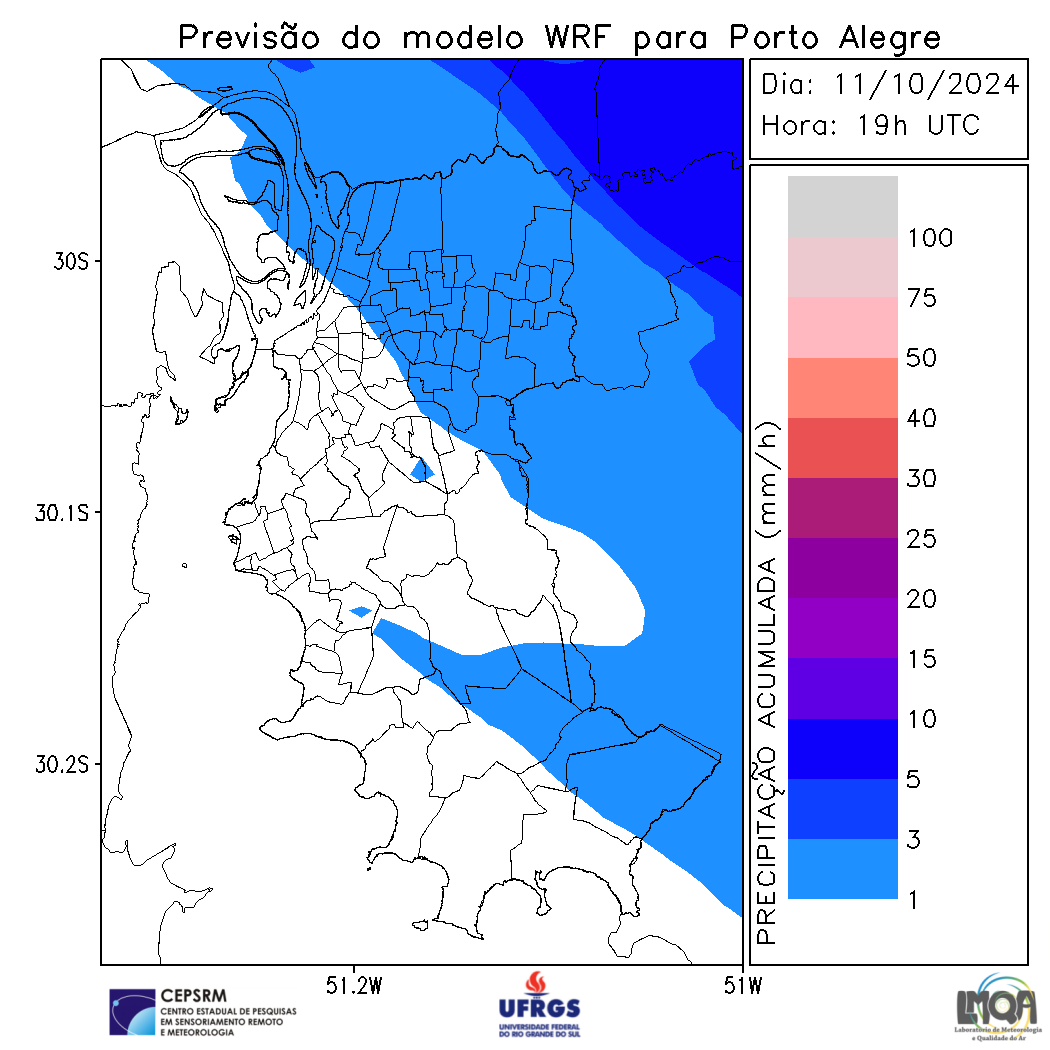 Previsão do modelo WRF para Porto Alegre
Dia: 11/10/2024
Hora: 19h UTC
100
75
50
40
30
25
20
15
10
5
3
1
PRECIPITAÇÃO ACUMULADA (mm/h)
30S
30.1S
30.2S
51.2W
51W
CEPSRM
CENTRO ESTADUAL DE PESQUISAS
EM SENSORIAMENTO REMOTO
E METEOROLOGIA
UFRGS
UNIVERSIDADE FEDERAL
DO RIO GRANDE DO SUL
LMQA
Laboratório de Meteorologia
e Qualidade do Ar